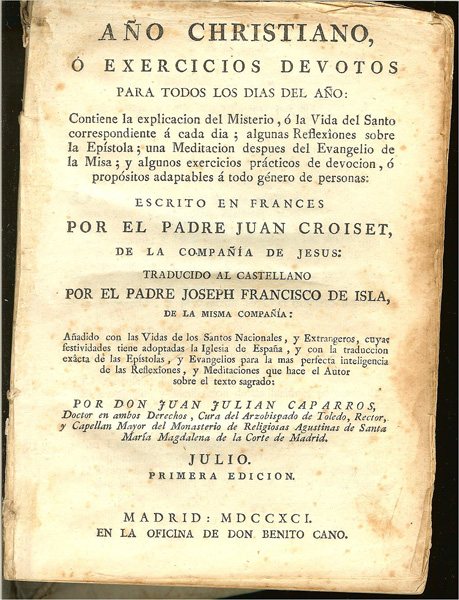 AÑO CHRISTIANO,
Ó EXERCICIOS DEVOTOS
PARA TODOS LOS DIAS DEL AÑO:
Contiene la explicacion del Misterio, ó la Vida del Santo
correspondiente á cada dia; algunas Reflexîones sobre
la Epístola; una Meditacion despues del Evangelio de
la Misa; y algunos exercicios prácticos de devocion, ó
propósitos adaptables á todo género de personas:
ESCRITO EN FRANCES
POR EL PADRE JUAN CROISET,
DE LA COMPAÑÍA DE JESUS:
TRADUCIDO AL CASTELLANO
POR EL PADRE JOSEPH FRANCISCO DE ISLA,
DE LA MISMA COMPAÑÍA:
Añadido con las Vidas de los Santos Nacionales, y Extrangeros, cuyas
festividades tiene adoptadas la Iglesia de España, y con la traduccion
exâcta de las Epístolas, y Evangelios para la mas perfecta inteligencia
de las Reflexîones, y Meditaciones que hace el Autor
sobre el texto sagrado:
POR DON JUAN JULIAN CAPARROS,
Doctor en ambos Derechos, Cura del Arzobispado de Toledo, Rector,
y Capellan Mayor del Monasterio de Religiosas Agustinas de Santa
María Magdalena de la Corte de Madrid.
JULIO.
PRIMERA EDICION.
MADRID: MDCCXCI.
EN LA OFICINA DE DON BENITO CANO.